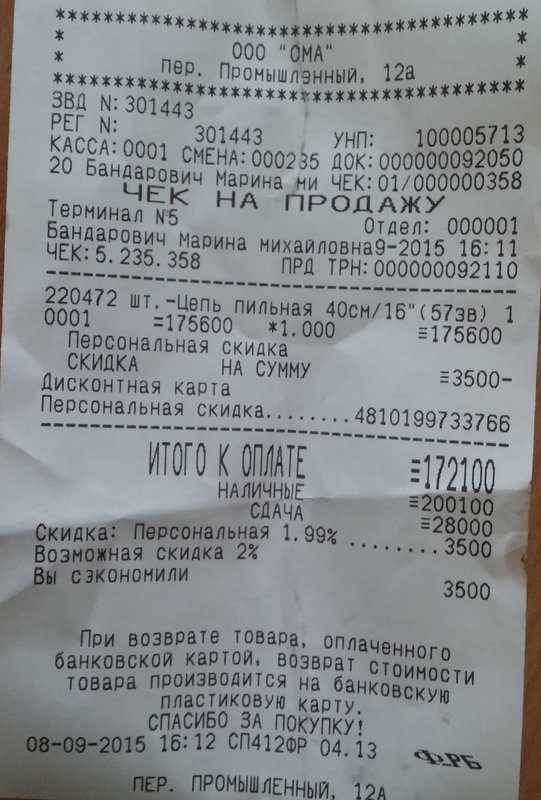 *********************************
* ООО "ОМА" *
* пер. Промышлэнный, 12а *
*********************************
ЗВД N: 301443
РЕГ N: 301443 УНП: 100005713
КАССА:0001 СМЕНА:000235 ДОК:000000092050
20 Бандарович Марина ми ЧЕК:01/000000358
ЧЕК НА ПРОДАЖУ
Терминал №5 Отдел: 000001
Бандарович Марина михайловна9-2015 16:11
ЧЕК:5.235.358 ПРД ТРН:000000092110
----------------------------------------
220472 шт.-Цепь пильная 40см/16"(57зв) 1
0001 =175600 *1.000 ≡175600
Персональная скидка
СКИДКА НА СУММУ ≡3500-
Дисконтная карта
Персональная скидка........4810199733766
----------------------------------------
ИТОГО К ОПЛАТЕ ≡172100
НАЛИЧНЫЕ ≡200100
СДАЧА ≡28000
Скидка: Персональная 1.99% ........ 3500
Возможная скидка 2%
Вы сэкономили 3500
При возврате товара, оплаченного
банковской картой, возврат стоимости
товара производится на банковскую
пластиковую карту.
СПАСИБО ЗА ПОКУПКУ!
08-09-2015 16:12 СП412ФР 04.13 ФРБ
ПЕР. ПРОМЫШЛЕННЫЙ, 12А